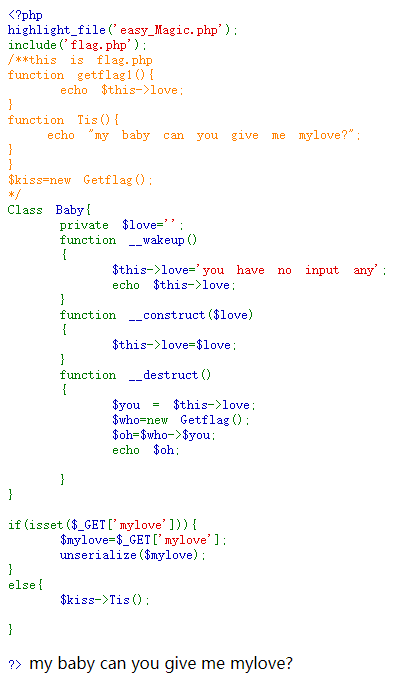 <?php
highlight_file('easy_Magic.php');
include('flag.php');
/**this is flag.php
function getflag1(){
echo $this->love;
}
function Tis(){
echo "my baby can you give me mylove?";
}
}
$kiss=new Getflag();
*/
Class Baby{
private $love='';
function __wakeup()
{
$this->love='you have no input any';
echo $this->love;
}
function __construct($love)
{
$this->love=$love;
}
function __destruct()
{
$you = $this->love;
$who=new Getflag();
$oh=$who->$you;
echo $oh;
}
}
if(isset($_GET['mylove'])){
$mylove=$_GET['mylove'];
unserialize($mylove);
}
else{
$kiss->Tis();
}
?> my baby can you give me mylove?